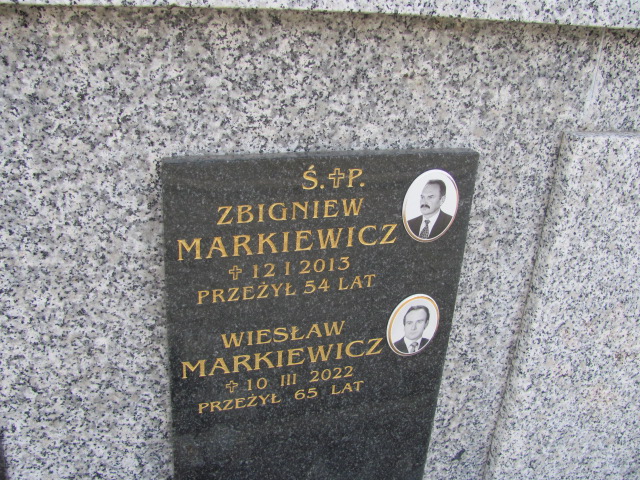 Ś.✝P.
ZBIGNIEW
MARKIEWICZ
✝ 12 I 2013
PRZEŻYŁ 54 LAT
WIESŁAW
MARKIEWICZ
✝ 10 III 2022
PRZEŻYŁ 65 LAT